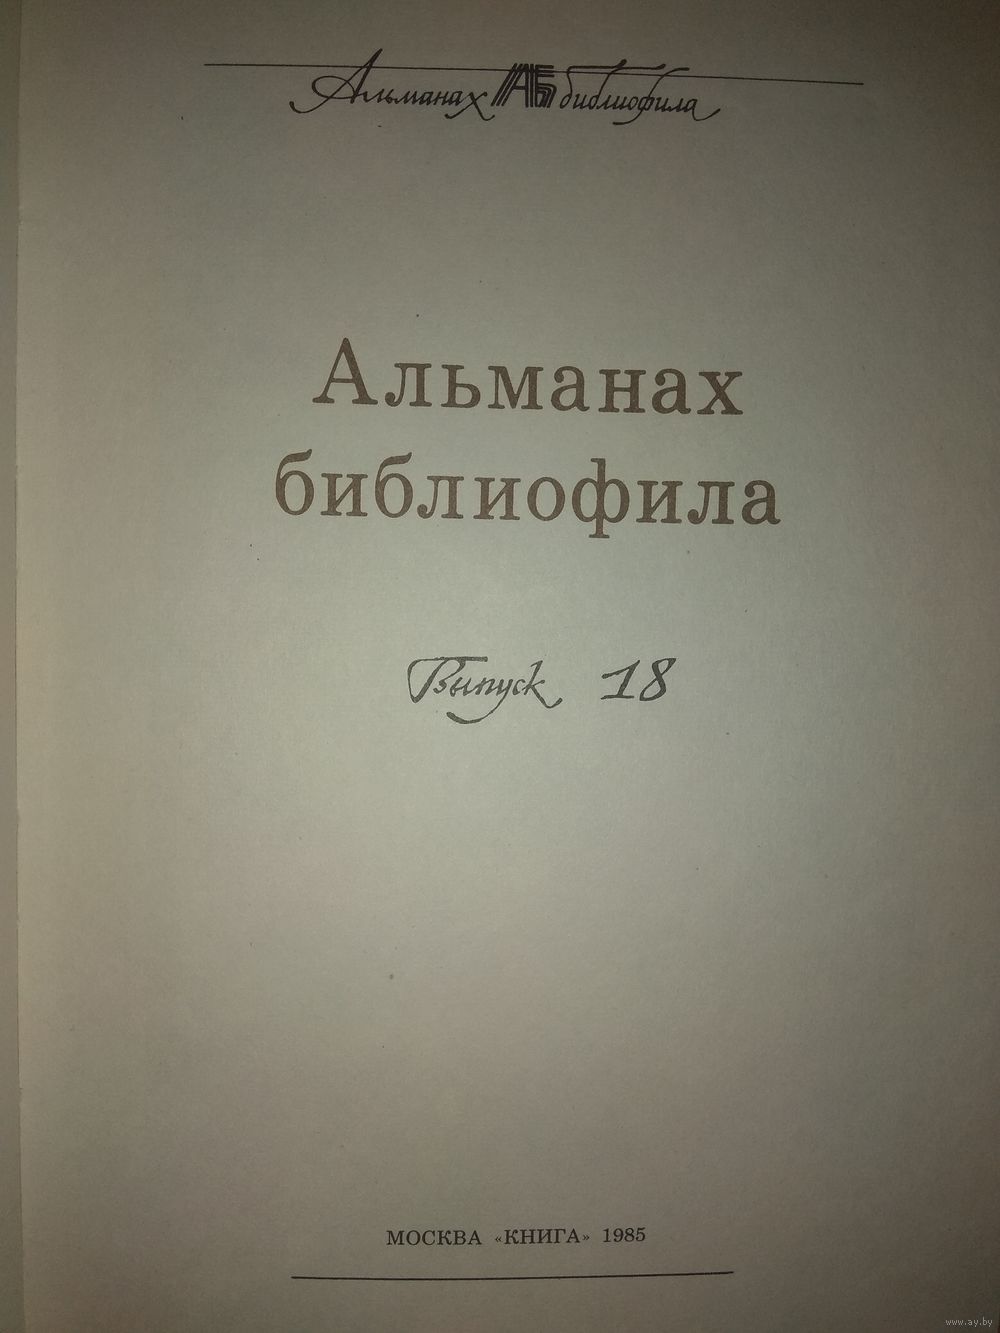 Альманах АБ библиофила
Альманах
библиофила
Выпуск 18
МОСКВА «КНИГА» 1985
www.ay.by